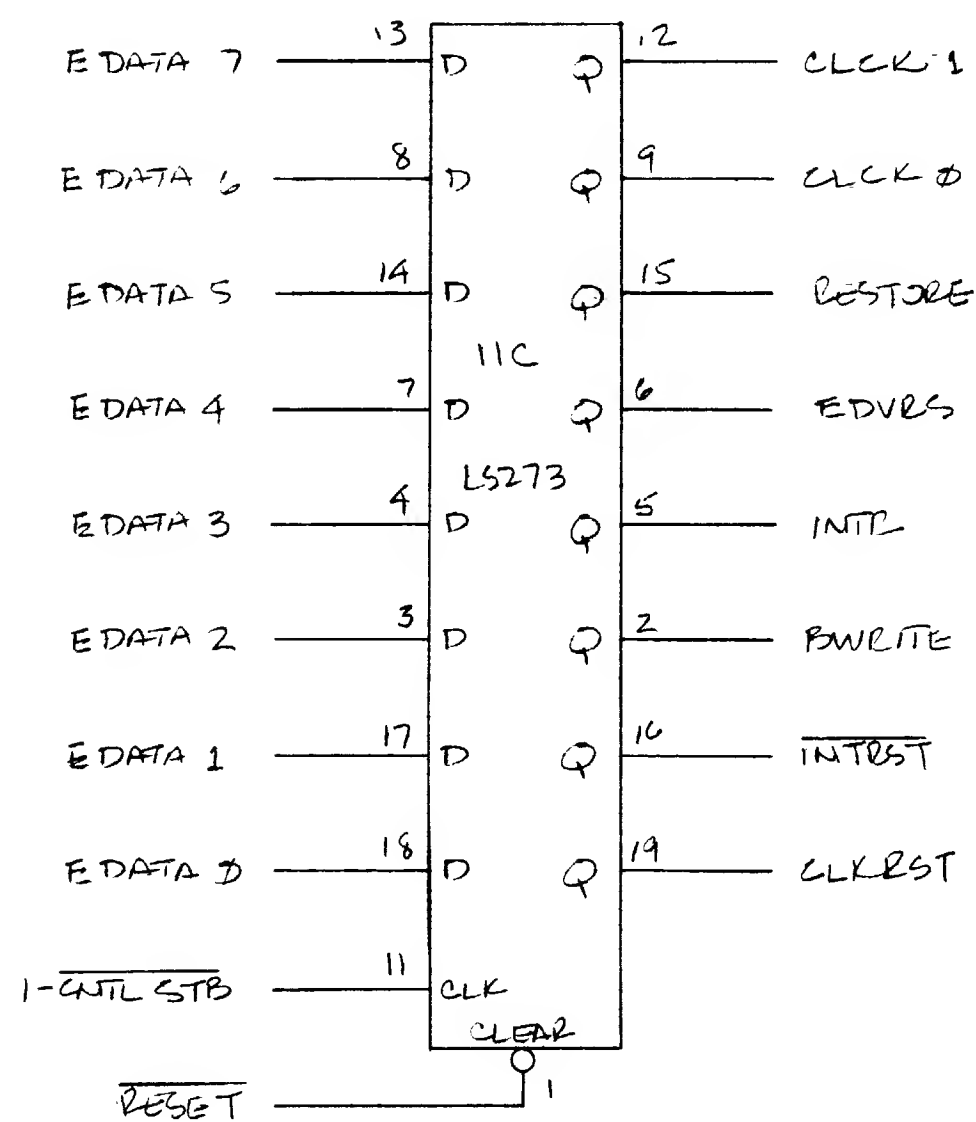 E DATA 7 13 D Q 12 CLCK 1
E DATA 6 8 D Q 9 CLCK Ø
E DATA 5 14 D Q 15 RESTORE
11C
E DATA 4 7 D Q 6 EDVRS
LS273
E DATA 3 4 D Q 5 INTR
E DATA 2 3 D Q 2 BWRITE
E DATA 1 17 D Q 16 INTRST
E DATA Ø 18 D Q 19 CLKRST
1-CNTL STB 11 CLK
CLEAR
RESET 1